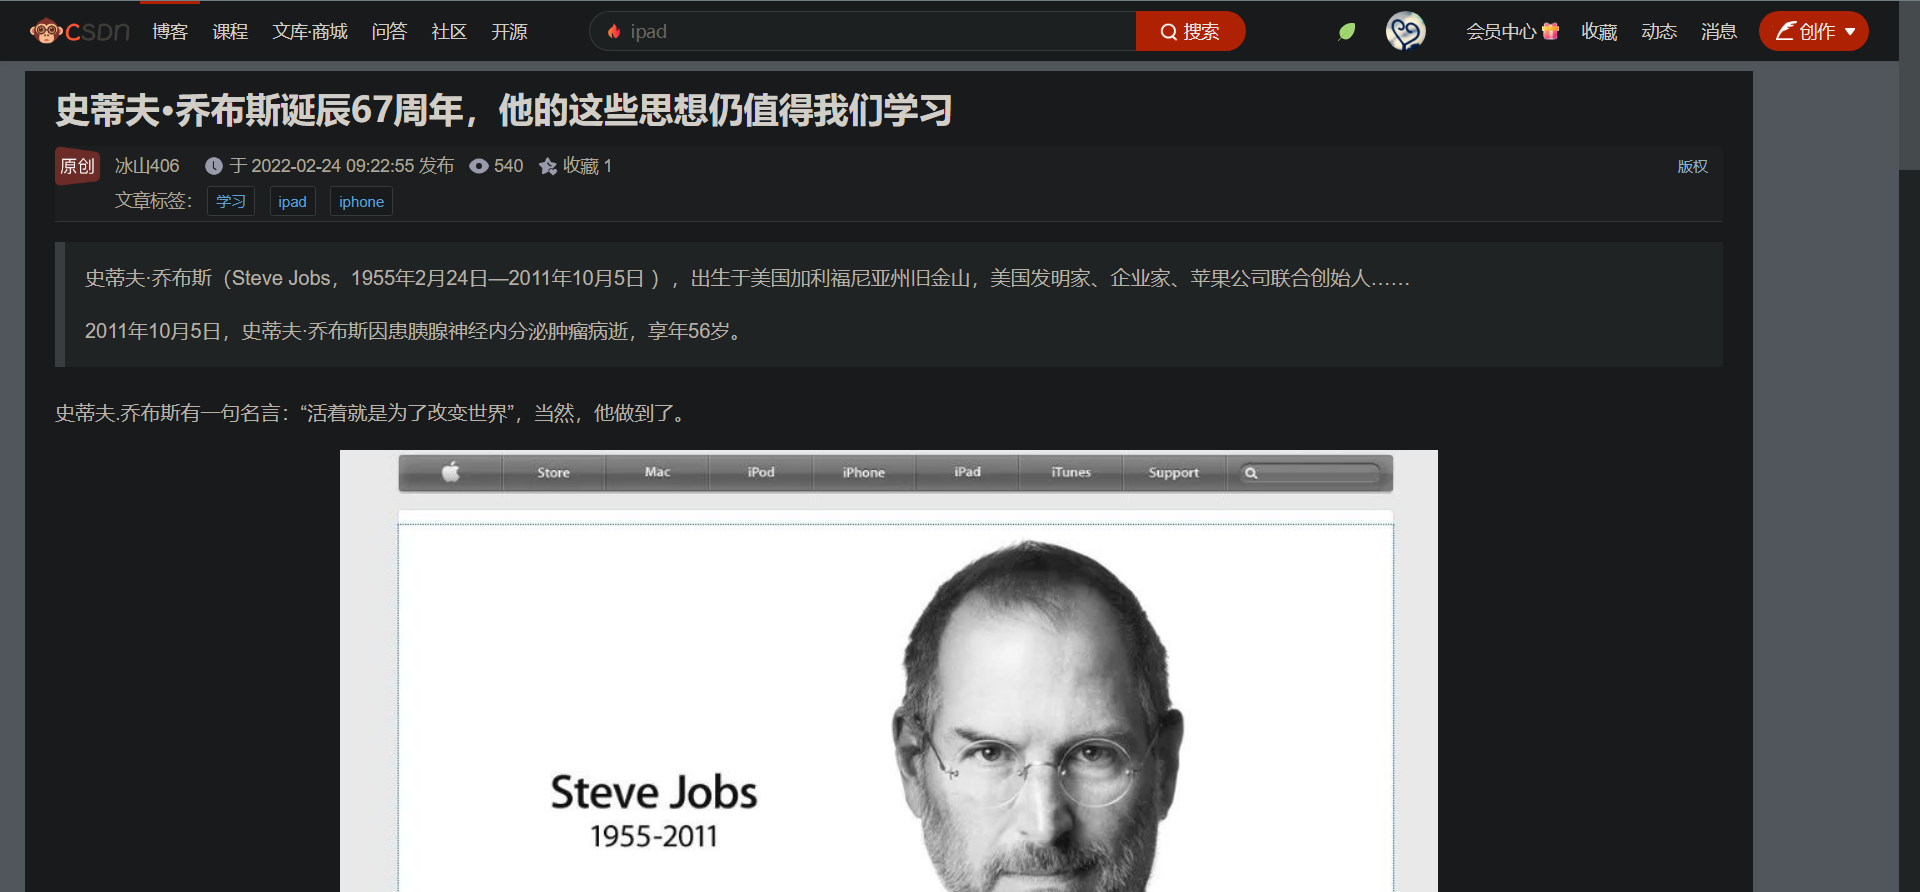 CSDN 博客 课程 文库·商城 问答 社区 开源 ipad 搜索 会员中心 收藏 动态 消息 创作
史蒂夫•乔布斯诞辰67周年，他的这些思想仍值得我们学习
原创 冰山406 于 2022-02-24 09:22:55 发布 540 收藏 1 版权
文章标签： 学习 ipad iphone
史蒂夫·乔布斯（Steve Jobs，1955年2月24日—2011年10月5日 ），出生于美国加利福尼亚州旧金山，美国发明家、企业家、苹果公司联合创始人……
2011年10月5日，史蒂夫·乔布斯因患胰腺神经内分泌肿瘤病逝，享年56岁。
史蒂夫.乔布斯有一句名言：“活着就是为了改变世界”，当然，他做到了。
Store Mac iPod iPhone iPad iTunes Support
Steve Jobs
1955-2011